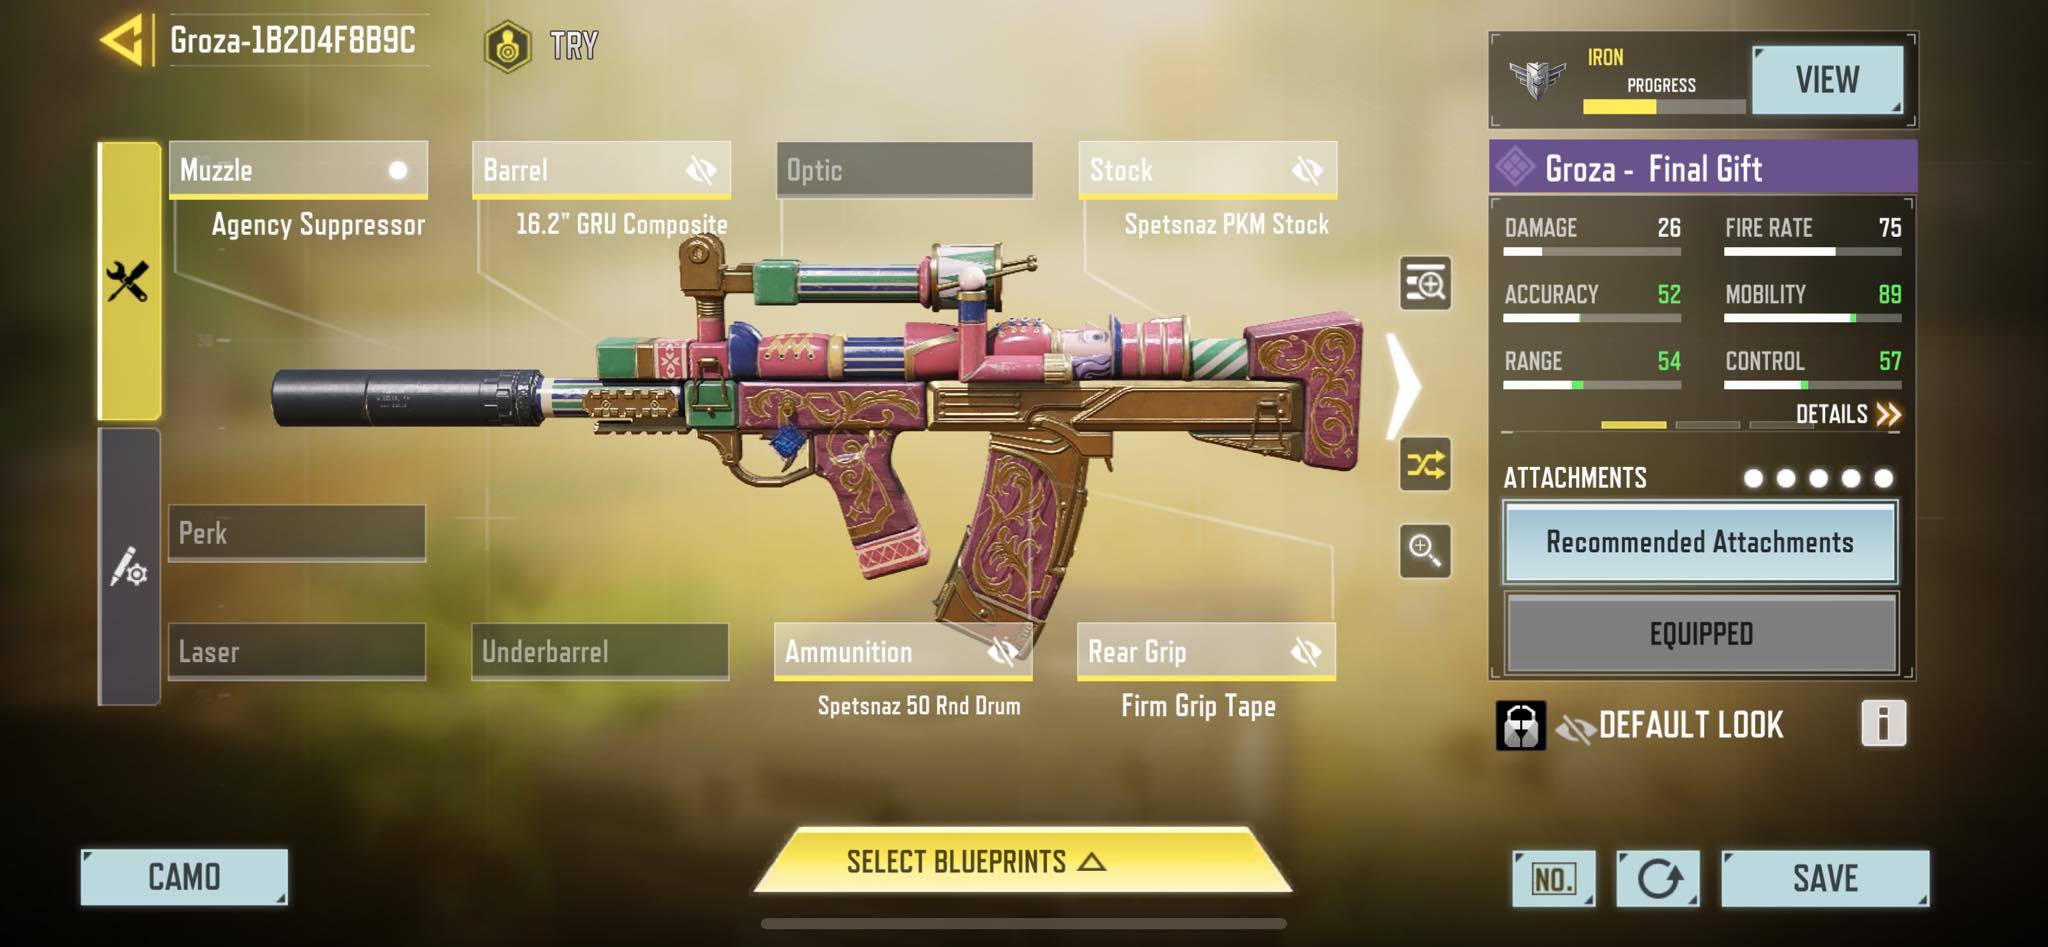 Groza-1B2D4F8B9C
TRY
IRON
PROGRESS
VIEW
Muzzle
Agency Suppressor
Barrel
16.2" GRU Composite
Optic
Stock
Spetsnaz PKM Stock
Groza - Final Gift
DAMAGE 26
FIRE RATE 75
ACCURACY 52
MOBILITY 89
RANGE 54
CONTROL 57
DETAILS
ATTACHMENTS
Recommended Attachments
EQUIPPED
Perk
Laser
Underbarrel
Ammunition
Spetsnaz 50 Rnd Drum
Rear Grip
Firm Grip Tape
DEFAULT LOOK
i
CAMO
SELECT BLUEPRINTS
NO.
SAVE